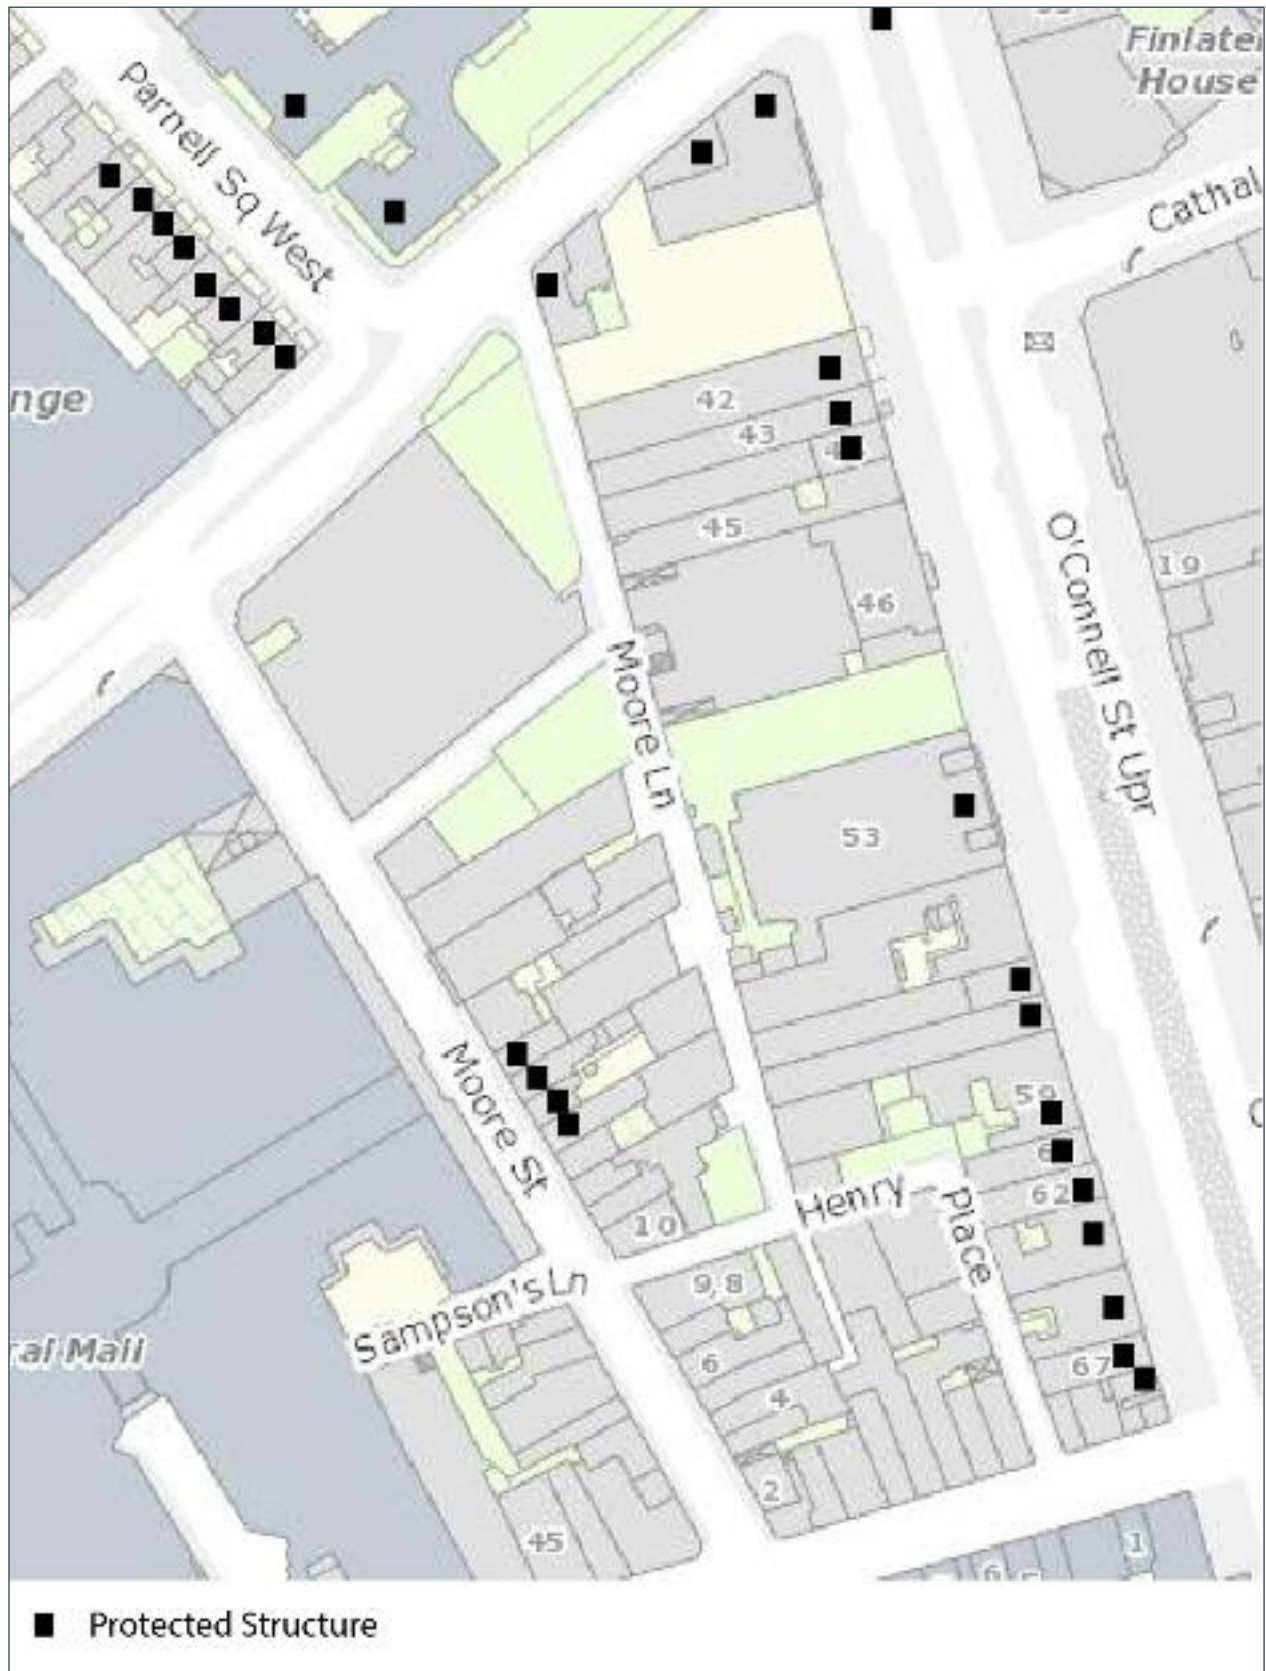 Finlater
House
Parnell Sq West
Cathal
nge
42
43
45
O'Connell St Upr
19
46
Moore Ln
53
Moore St
62
Henry Place
10
Sampson's Ln
9,8
ral Mall
6
67
4
2
45
1
6
Protected Structure